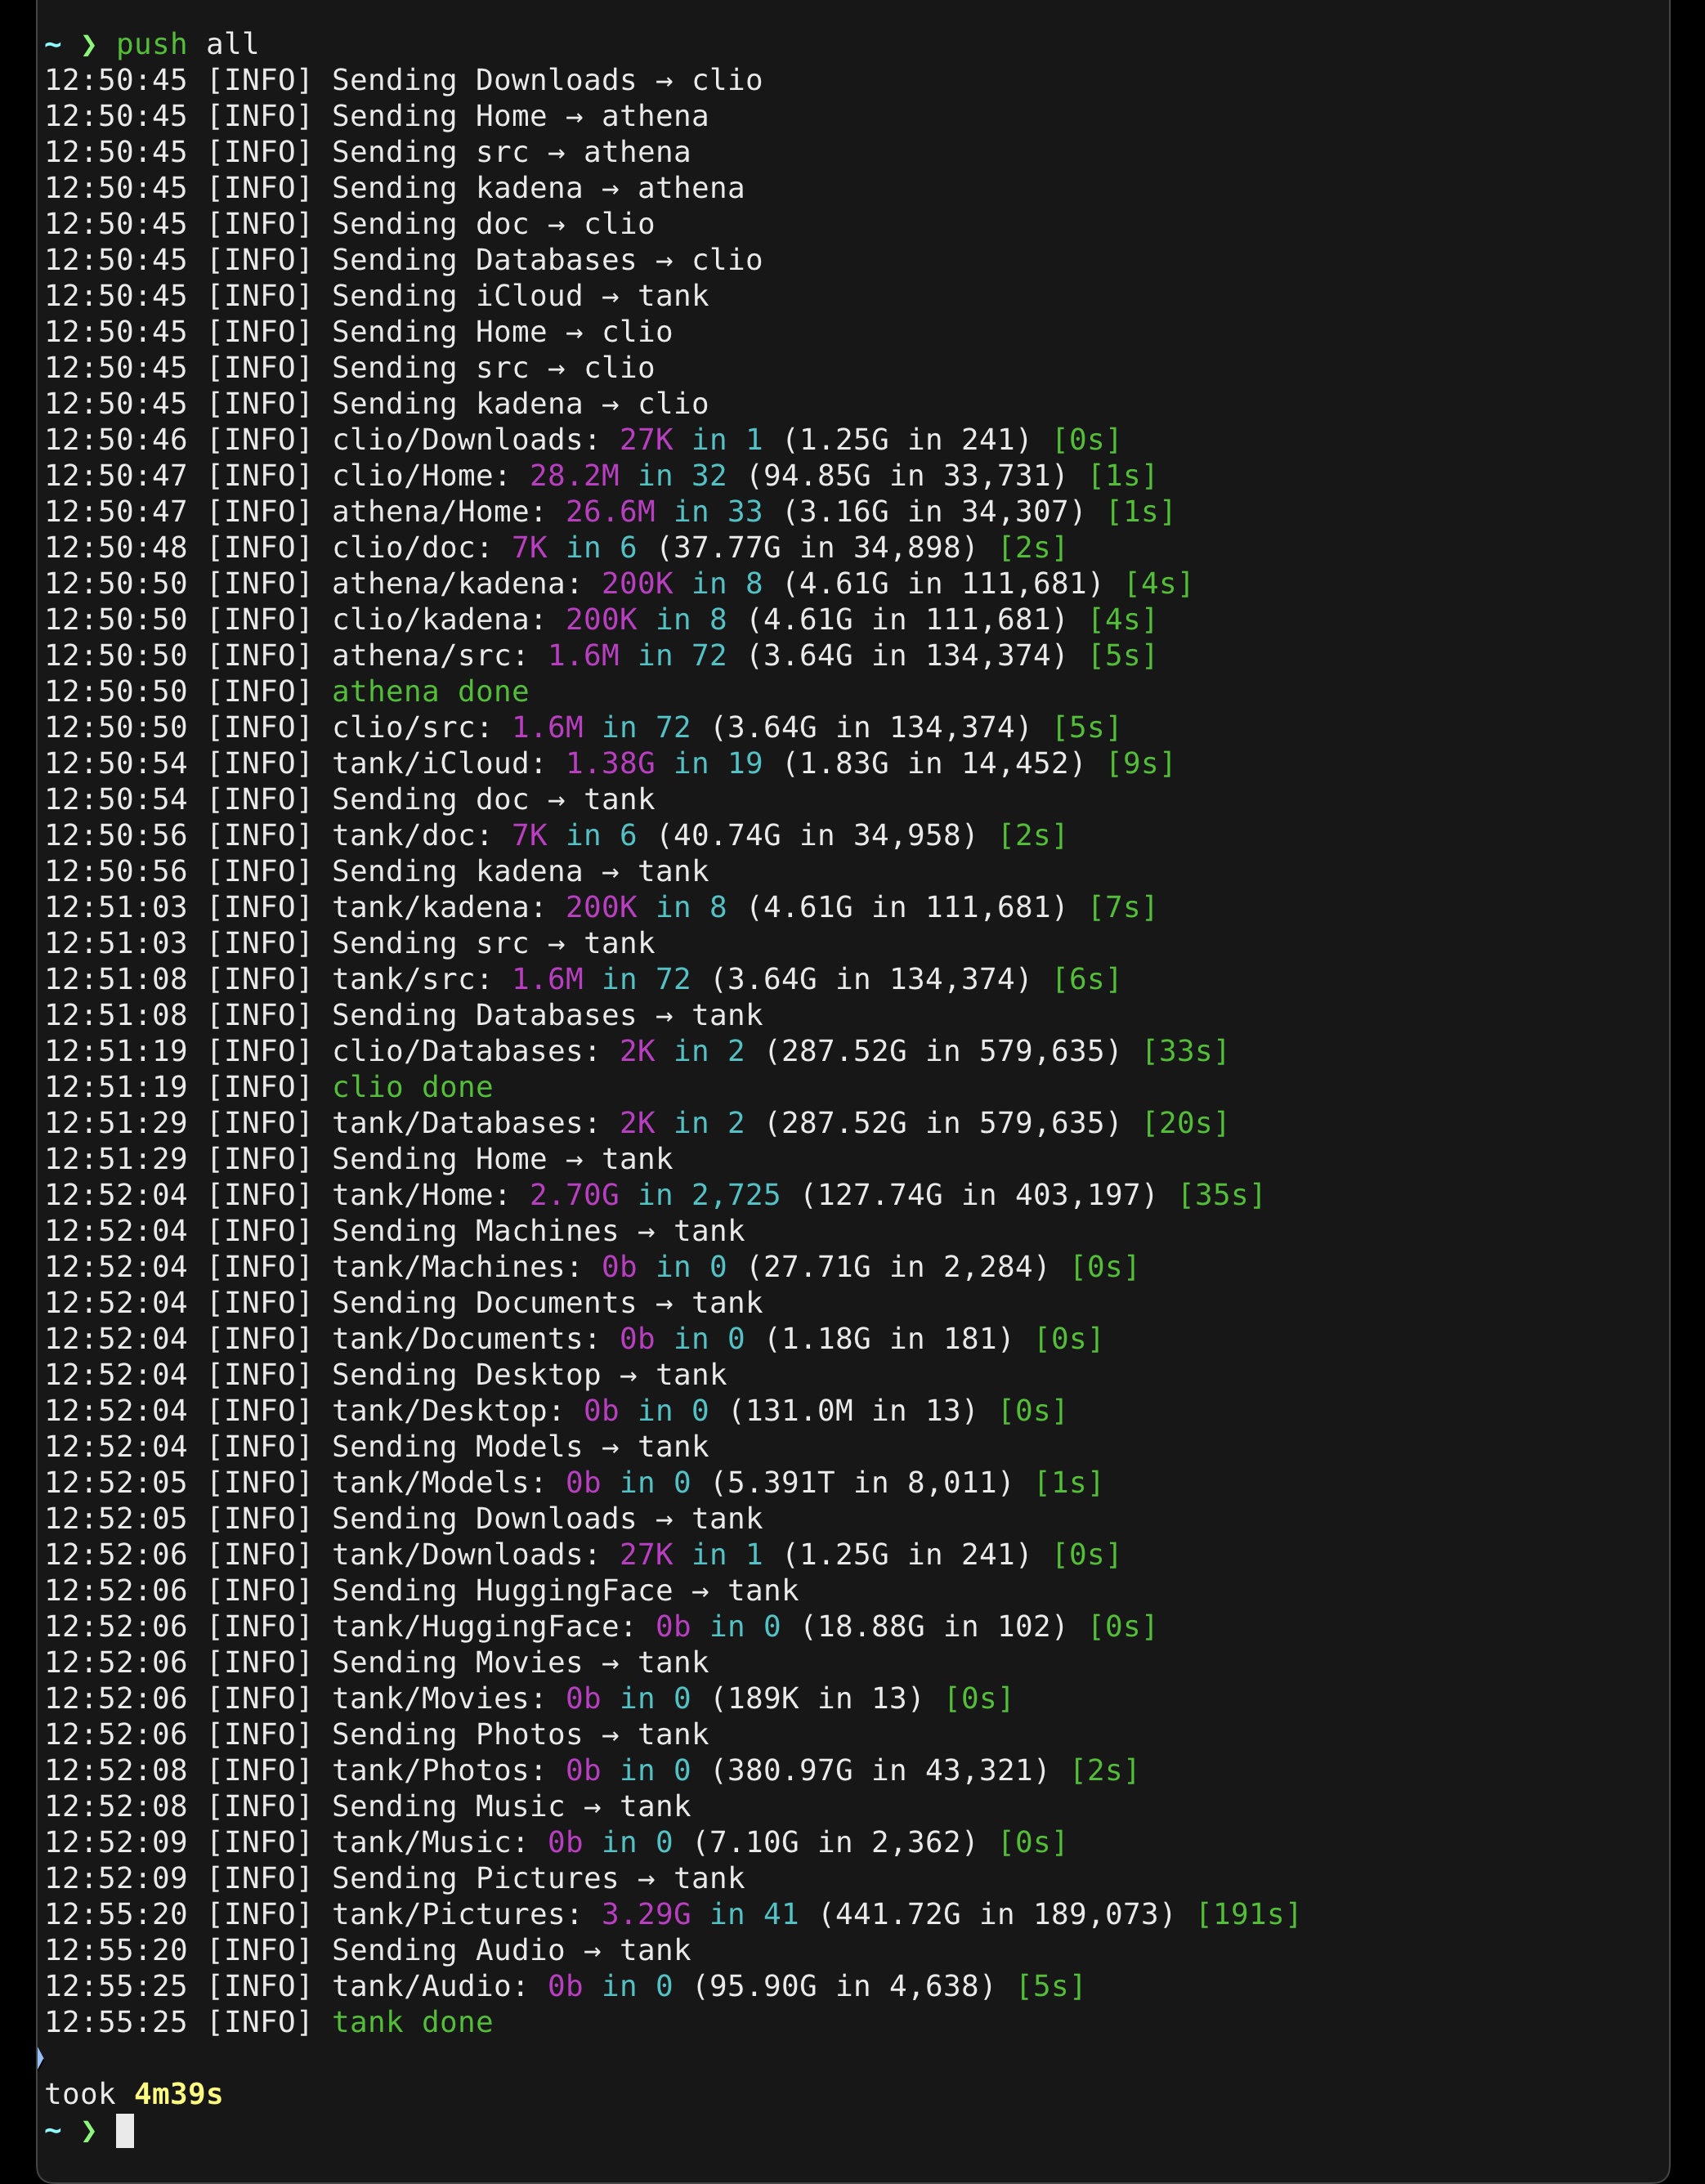 ~ ❯ push all
12:50:45 [INFO] Sending Downloads → clio
12:50:45 [INFO] Sending Home → athena
12:50:45 [INFO] Sending src → athena
12:50:45 [INFO] Sending kadena → athena
12:50:45 [INFO] Sending doc → clio
12:50:45 [INFO] Sending Databases → clio
12:50:45 [INFO] Sending iCloud → tank
12:50:45 [INFO] Sending Home → clio
12:50:45 [INFO] Sending src → clio
12:50:45 [INFO] Sending kadena → clio
12:50:46 [INFO] clio/Downloads: 27K in 1 (1.25G in 241) [0s]
12:50:47 [INFO] clio/Home: 28.2M in 32 (94.85G in 33,731) [1s]
12:50:47 [INFO] athena/Home: 26.6M in 33 (3.16G in 34,307) [1s]
12:50:48 [INFO] clio/doc: 7K in 6 (37.77G in 34,898) [2s]
12:50:50 [INFO] athena/kadena: 200K in 8 (4.61G in 111,681) [4s]
12:50:50 [INFO] clio/kadena: 200K in 8 (4.61G in 111,681) [4s]
12:50:50 [INFO] athena/src: 1.6M in 72 (3.64G in 134,374) [5s]
12:50:50 [INFO] athena done
12:50:50 [INFO] clio/src: 1.6M in 72 (3.64G in 134,374) [5s]
12:50:54 [INFO] tank/iCloud: 1.38G in 19 (1.83G in 14,452) [9s]
12:50:54 [INFO] Sending doc → tank
12:50:56 [INFO] tank/doc: 7K in 6 (40.74G in 34,958) [2s]
12:50:56 [INFO] Sending kadena → tank
12:51:03 [INFO] tank/kadena: 200K in 8 (4.61G in 111,681) [7s]
12:51:03 [INFO] Sending src → tank
12:51:08 [INFO] tank/src: 1.6M in 72 (3.64G in 134,374) [6s]
12:51:08 [INFO] Sending Databases → tank
12:51:19 [INFO] clio/Databases: 2K in 2 (287.52G in 579,635) [33s]
12:51:19 [INFO] clio done
12:51:29 [INFO] tank/Databases: 2K in 2 (287.52G in 579,635) [20s]
12:51:29 [INFO] Sending Home → tank
12:52:04 [INFO] tank/Home: 2.70G in 2,725 (127.74G in 403,197) [35s]
12:52:04 [INFO] Sending Machines → tank
12:52:04 [INFO] tank/Machines: 0b in 0 (27.71G in 2,284) [0s]
12:52:04 [INFO] Sending Documents → tank
12:52:04 [INFO] tank/Documents: 0b in 0 (1.18G in 181) [0s]
12:52:04 [INFO] Sending Desktop → tank
12:52:04 [INFO] tank/Desktop: 0b in 0 (131.0M in 13) [0s]
12:52:04 [INFO] Sending Models → tank
12:52:05 [INFO] tank/Models: 0b in 0 (5.391T in 8,011) [1s]
12:52:05 [INFO] Sending Downloads → tank
12:52:06 [INFO] tank/Downloads: 27K in 1 (1.25G in 241) [0s]
12:52:06 [INFO] Sending HuggingFace → tank
12:52:06 [INFO] tank/HuggingFace: 0b in 0 (18.88G in 102) [0s]
12:52:06 [INFO] Sending Movies → tank
12:52:06 [INFO] tank/Movies: 0b in 0 (189K in 13) [0s]
12:52:06 [INFO] Sending Photos → tank
12:52:08 [INFO] tank/Photos: 0b in 0 (380.97G in 43,321) [2s]
12:52:08 [INFO] Sending Music → tank
12:52:09 [INFO] tank/Music: 0b in 0 (7.10G in 2,362) [0s]
12:52:09 [INFO] Sending Pictures → tank
12:55:20 [INFO] tank/Pictures: 3.29G in 41 (441.72G in 189,073) [191s]
12:55:20 [INFO] Sending Audio → tank
12:55:25 [INFO] tank/Audio: 0b in 0 (95.90G in 4,638) [5s]
12:55:25 [INFO] tank done
took 4m39s
~ ❯